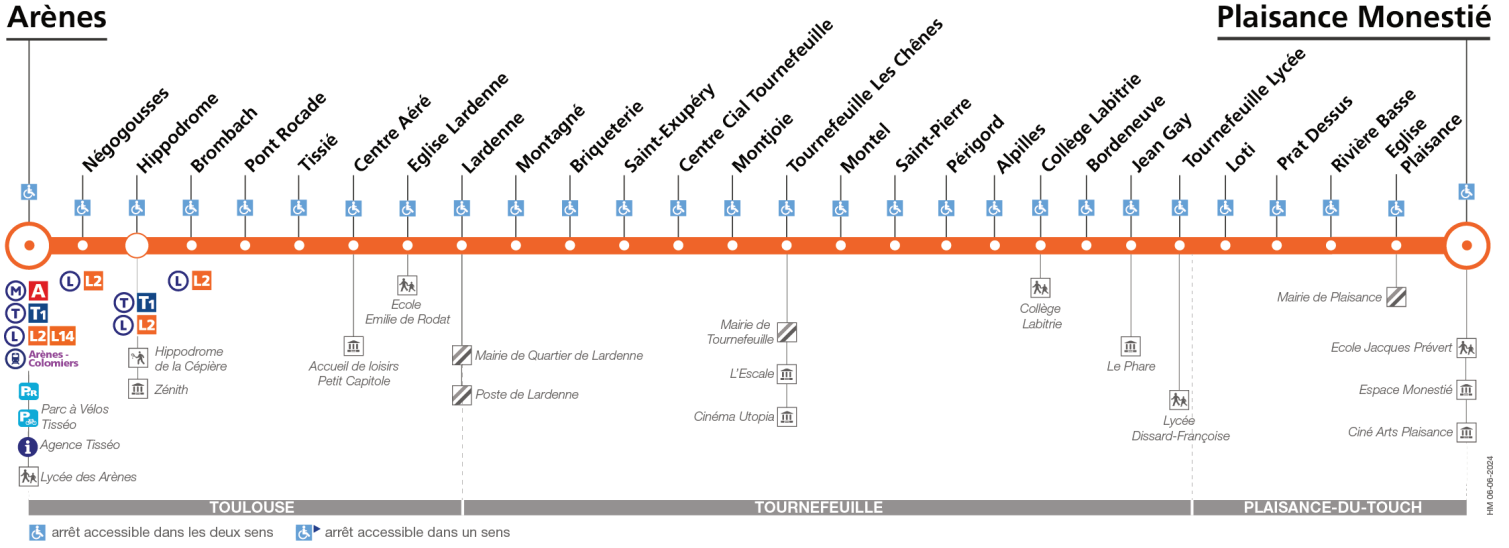 Arènes
Plaisance Monestié
Négogousses
Hippodrome
Brombach
Pont Rocade
Tissié
Centre Aéré
Eglise Lardenne
Lardenne
Montagné
Briqueterie
Saint-Exupéry
Centre Cial Tournefeuille
Montjoie
Tournefeuille Les Chênes
Montel
Saint-Pierre
Périgord
Alpilles
Collège Labitrie
Bordeneuve
Jean Gay
Tournefeuille Lycée
Loti
Prat Dessus
Rivière Basse
Eglise
Plaisance
M A
T T1
L L2 L14
Arènes -
Colomiers
P+R
P
Parc à Vélos
Tisséo
i Agence Tisséo
Lycée des Arènes
L L2
T T1
L L2
Hippodrome
de la Cépière
Zénith
L L2
Accueil de loisirs
Petit Capitole
Ecole
Emilie de Rodat
Mairie de Quartier de Lardenne
Poste de Lardenne
Mairie de
Tournefeuille
L'Escale
Cinéma Utopia
Collège
Labitrie
Le Phare
Lycée
Dissard-Françoise
Mairie de Plaisance
Ecole Jacques Prévert
Espace Monestié
Ciné Arts Plaisance
TOULOUSE
TOURNEFEUILLE
PLAISANCE-DU-TOUCH
arrêt accessible dans les deux sens
arrêt accessible dans un sens
HM 06-06-2024